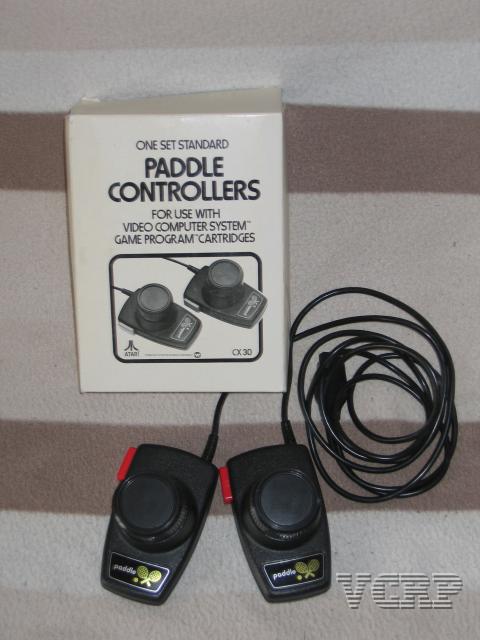 ONE SET STANDARD
PADDLE
CONTROLLERS
FOR USE WITH
VIDEO COMPUTER SYSTEM™
GAME PROGRAM™ CARTRIDGES
ATARI
CX30
paddle
paddle
VCRP